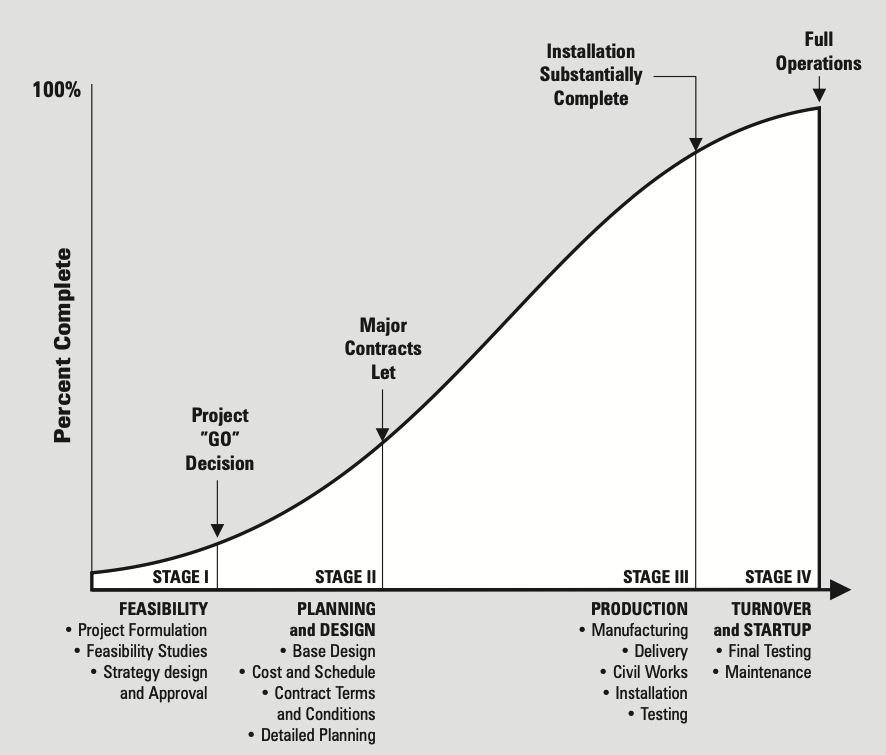 Full
Operations
Installation
Substantially
Complete
100%
Percent Complete
Major
Contracts
Let
Project
”GO”
Decision
STAGE I
STAGE II
STAGE III
STAGE IV
FEASIBILITY
• Project Formulation
• Feasibility Studies
• Strategy design
and Approval
PLANNING
and DESIGN
• Base Design
• Cost and Schedule
• Contract Terms
and Conditions
• Detailed Planning
PRODUCTION
• Manufacturing
• Delivery
• Civil Works
• Installation
• Testing
TURNOVER
and STARTUP
• Final Testing
• Maintenance